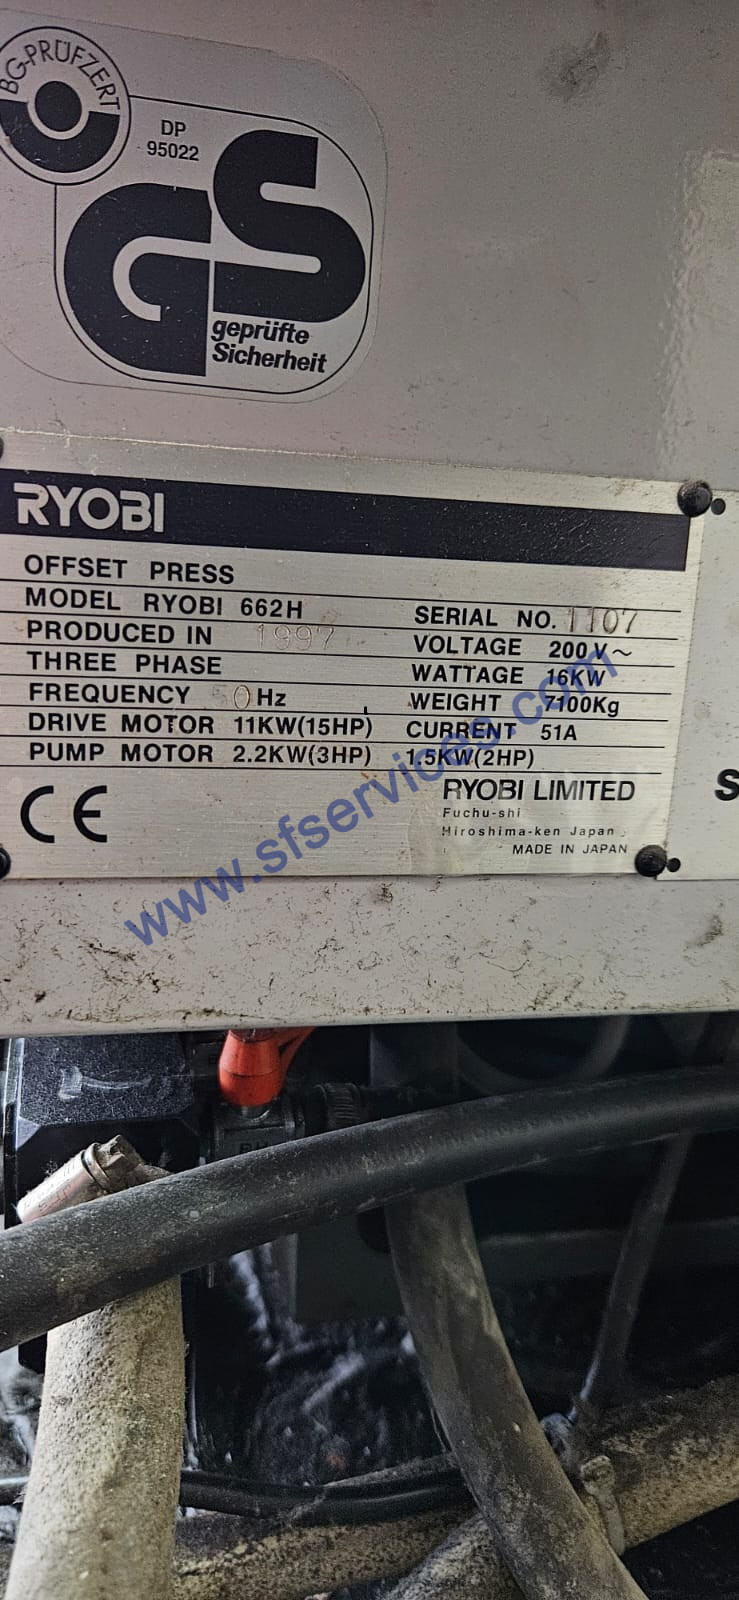 BG-PRÜFZERT
DP
95022
GS
geprüfte
Sicherheit
RYOBI
OFFSET PRESS
MODEL RYOBI 662H
SERIAL NO. 1107
PRODUCED IN 1997
VOLTAGE 200V~
THREE PHASE
WATTAGE 16KW
FREQUENCY 50Hz
WEIGHT 7100Kg
DRIVE MOTOR 11KW(15HP)
CURRENT 51A
PUMP MOTOR 2.2KW(3HP) 1.5KW(2HP)
CE
RYOBI LIMITED
Fuchu-shi
Hiroshima-ken Japan
MADE IN JAPAN
S
www.sfservices.com